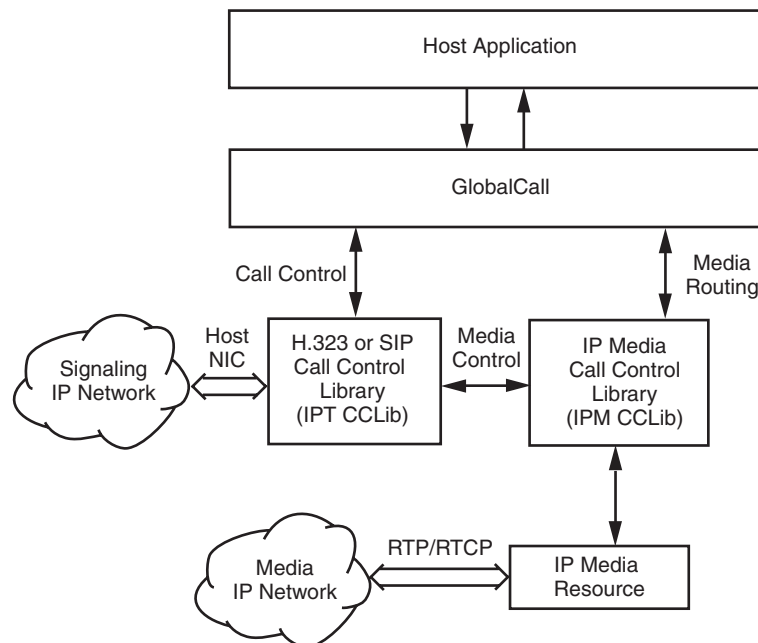 Host Application
GlobalCall
Call Control
Media
Routing
Signaling
IP Network
Host
NIC
H.323 or SIP
Call Control
Library
(IPT CCLib)
Media
Control
IP Media
Call Control
Library
(IPM CCLib)
Media
IP Network
RTP/RTCP
IP Media
Resource